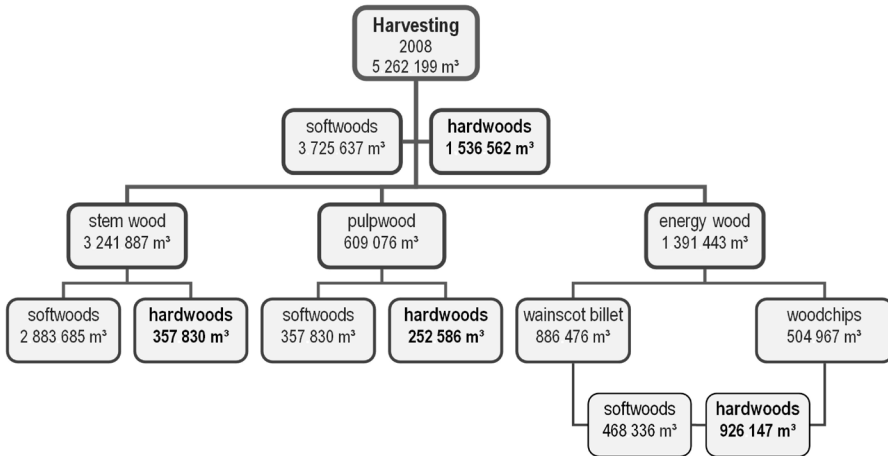 Harvesting
2008
5 262 199 m³
softwoods
3 725 637 m³
hardwoods
1 536 562 m³
stem wood
3 241 887 m³
pulpwood
609 076 m³
energy wood
1 391 443 m³
softwoods
2 883 685 m³
hardwoods
357 830 m³
softwoods
357 830 m³
hardwoods
252 586 m³
wainscot billet
886 476 m³
woodchips
504 967 m³
softwoods
468 336 m³
hardwoods
926 147 m³